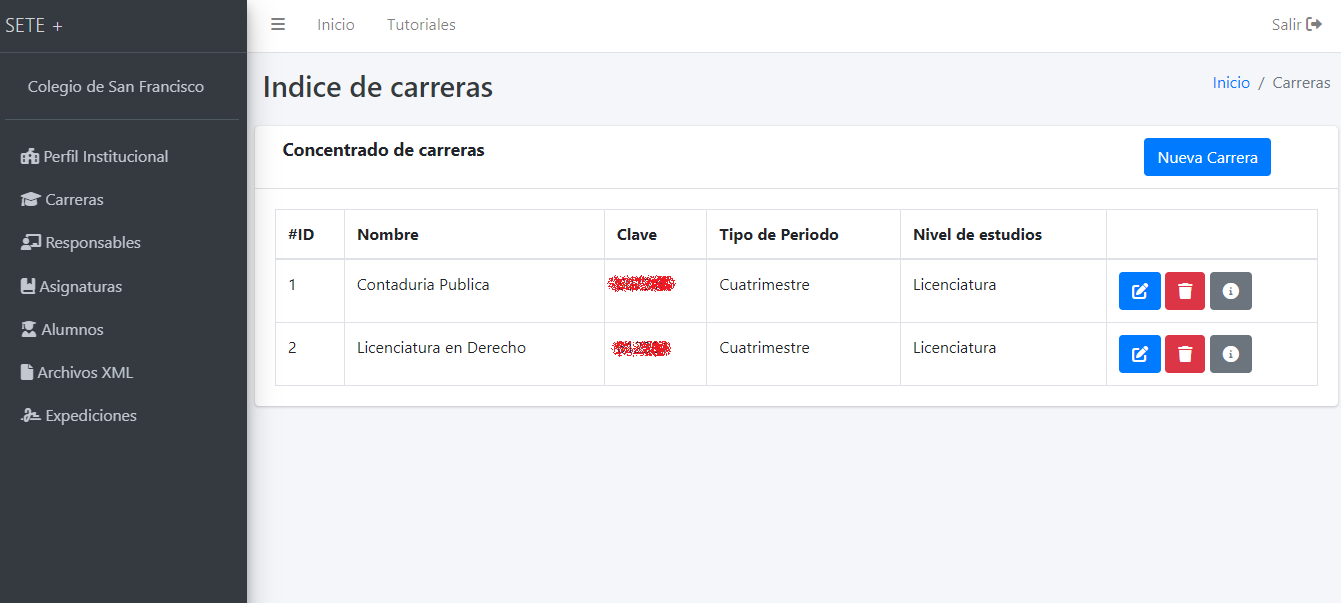 SETE +
Inicio
Tutoriales
Salir
Colegio de San Francisco
Perfil Institucional
Carreras
Responsables
Asignaturas
Alumnos
Archivos XML
Expediciones
Indice de carreras
Inicio / Carreras
Concentrado de carreras
Nueva Carrera
#ID Nombre Clave Tipo de Periodo Nivel de estudios
1 Contaduria Publica Cuatrimestre Licenciatura
2 Licenciatura en Derecho Cuatrimestre Licenciatura